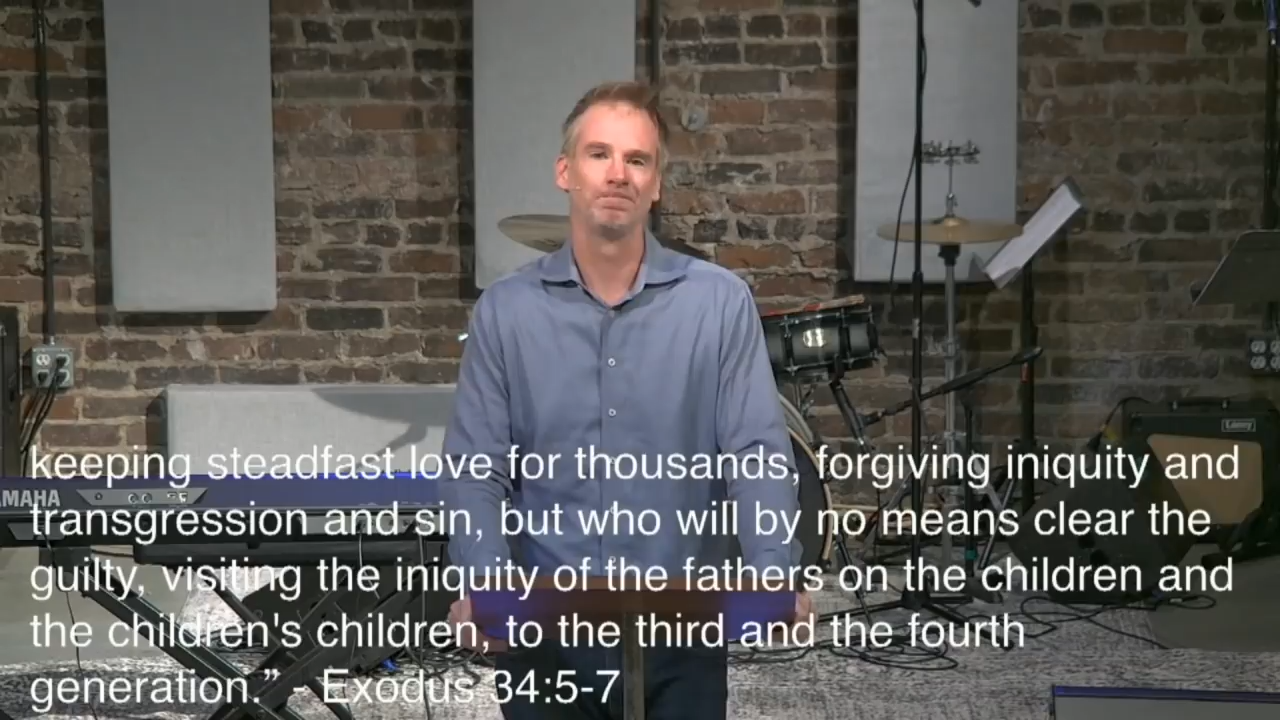 keeping steadfast love for thousands, forgiving iniquity and
transgression and sin, but who will by no means clear the
guilty, visiting the iniquity of the fathers on the children and
the children's children, to the third and the fourth
generation.” - Exodus 34:5-7
AMAHA
Laney